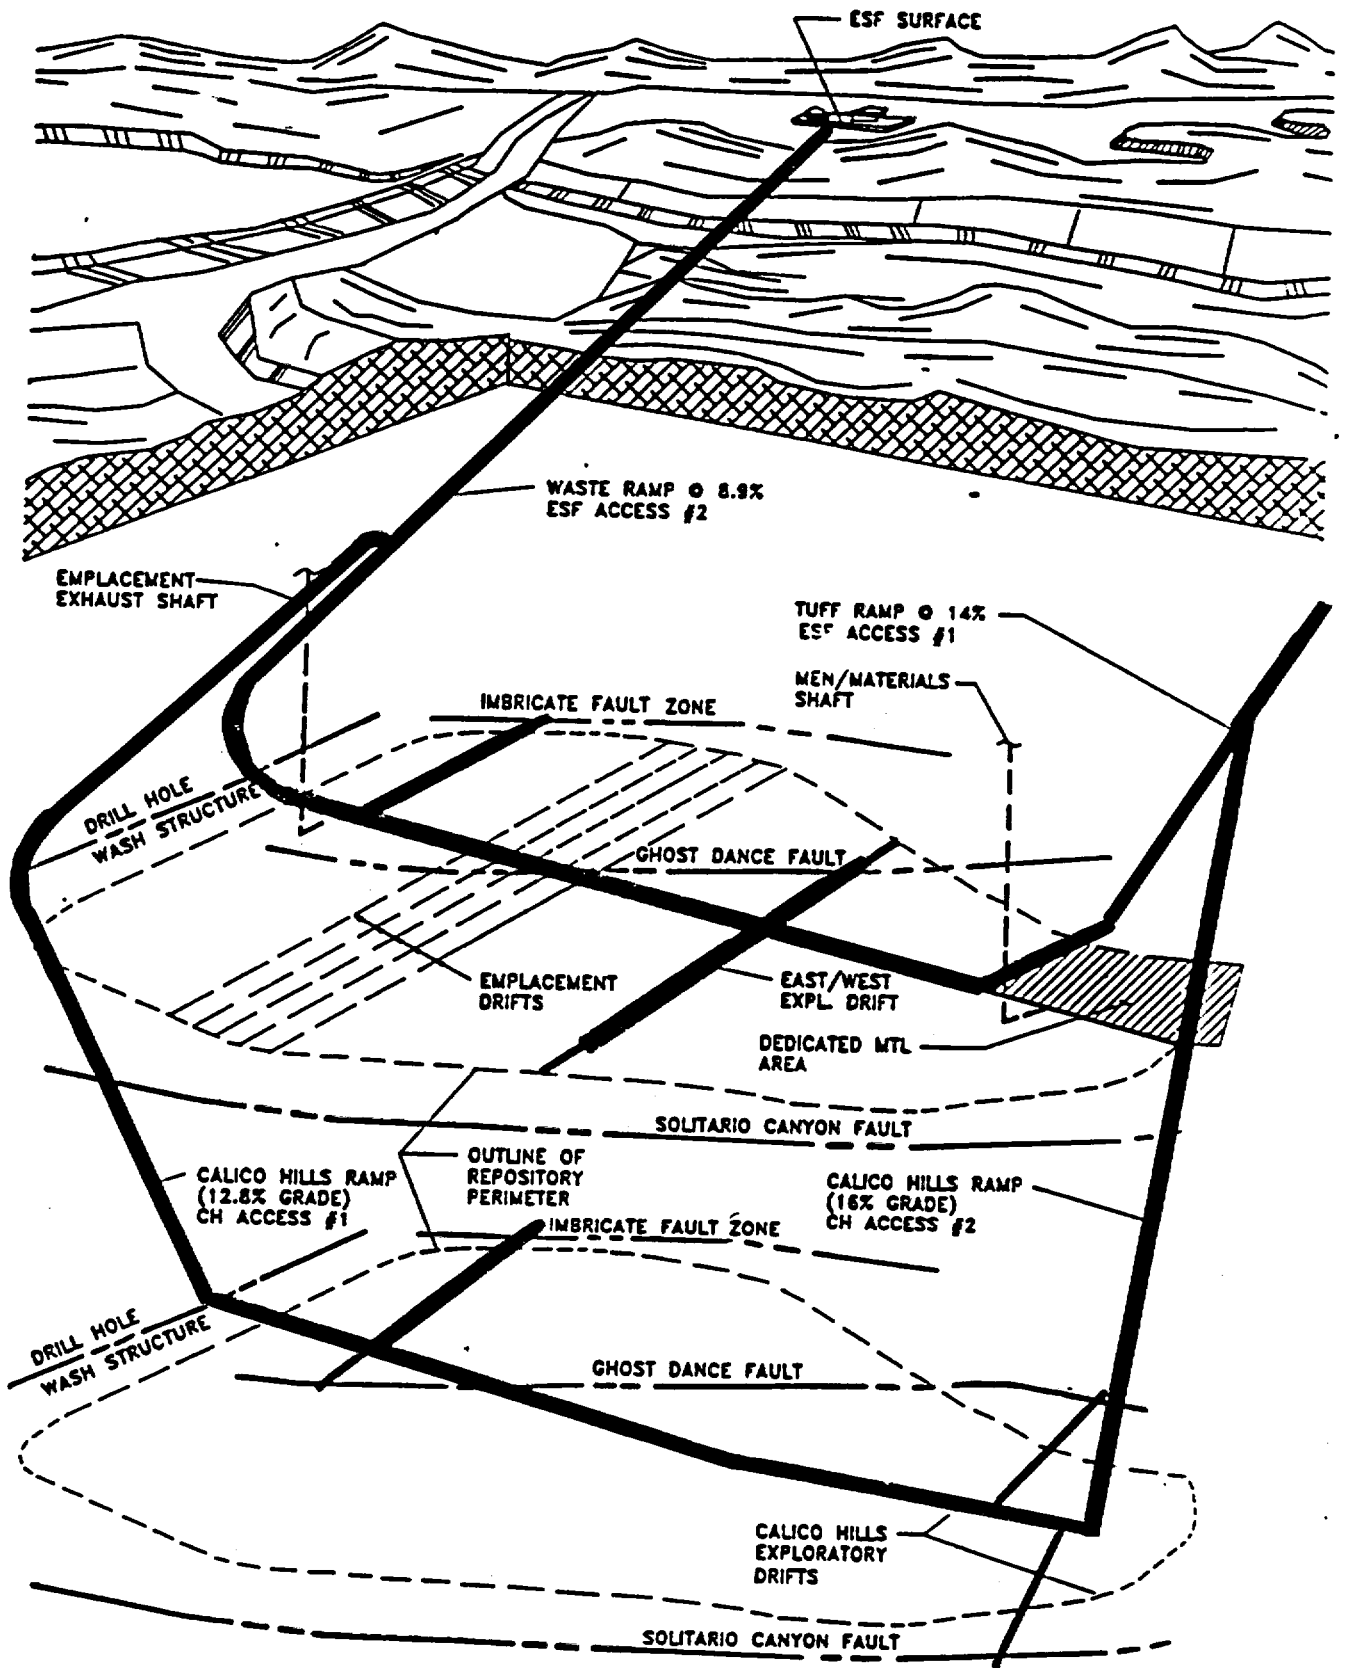 ESF SURFACE
WASTE RAMP @ 8.9%
ESF ACCESS #2
EMPLACEMENT
EXHAUST SHAFT
TUFF RAMP @ 14%
ESF ACCESS #1
MEN/MATERIALS
SHAFT
IMBRICATE FAULT ZONE
DRILL HOLE
WASH STRUCTURE
GHOST DANCE FAULT
EMPLACEMENT
DRIFTS
EAST/WEST
EXPL. DRIFT
DEDICATED MTL
AREA
SOLITARIO CANYON FAULT
OUTLINE OF
REPOSITORY
PERIMETER
CALICO HILLS RAMP
(12.8% GRADE)
CH ACCESS #1
CALICO HILLS RAMP
(16% GRADE)
CH ACCESS #2
IMBRICATE FAULT ZONE
DRILL HOLE
WASH STRUCTURE
GHOST DANCE FAULT
CALICO HILLS
EXPLORATORY
DRIFTS
SOLITARIO CANYON FAULT